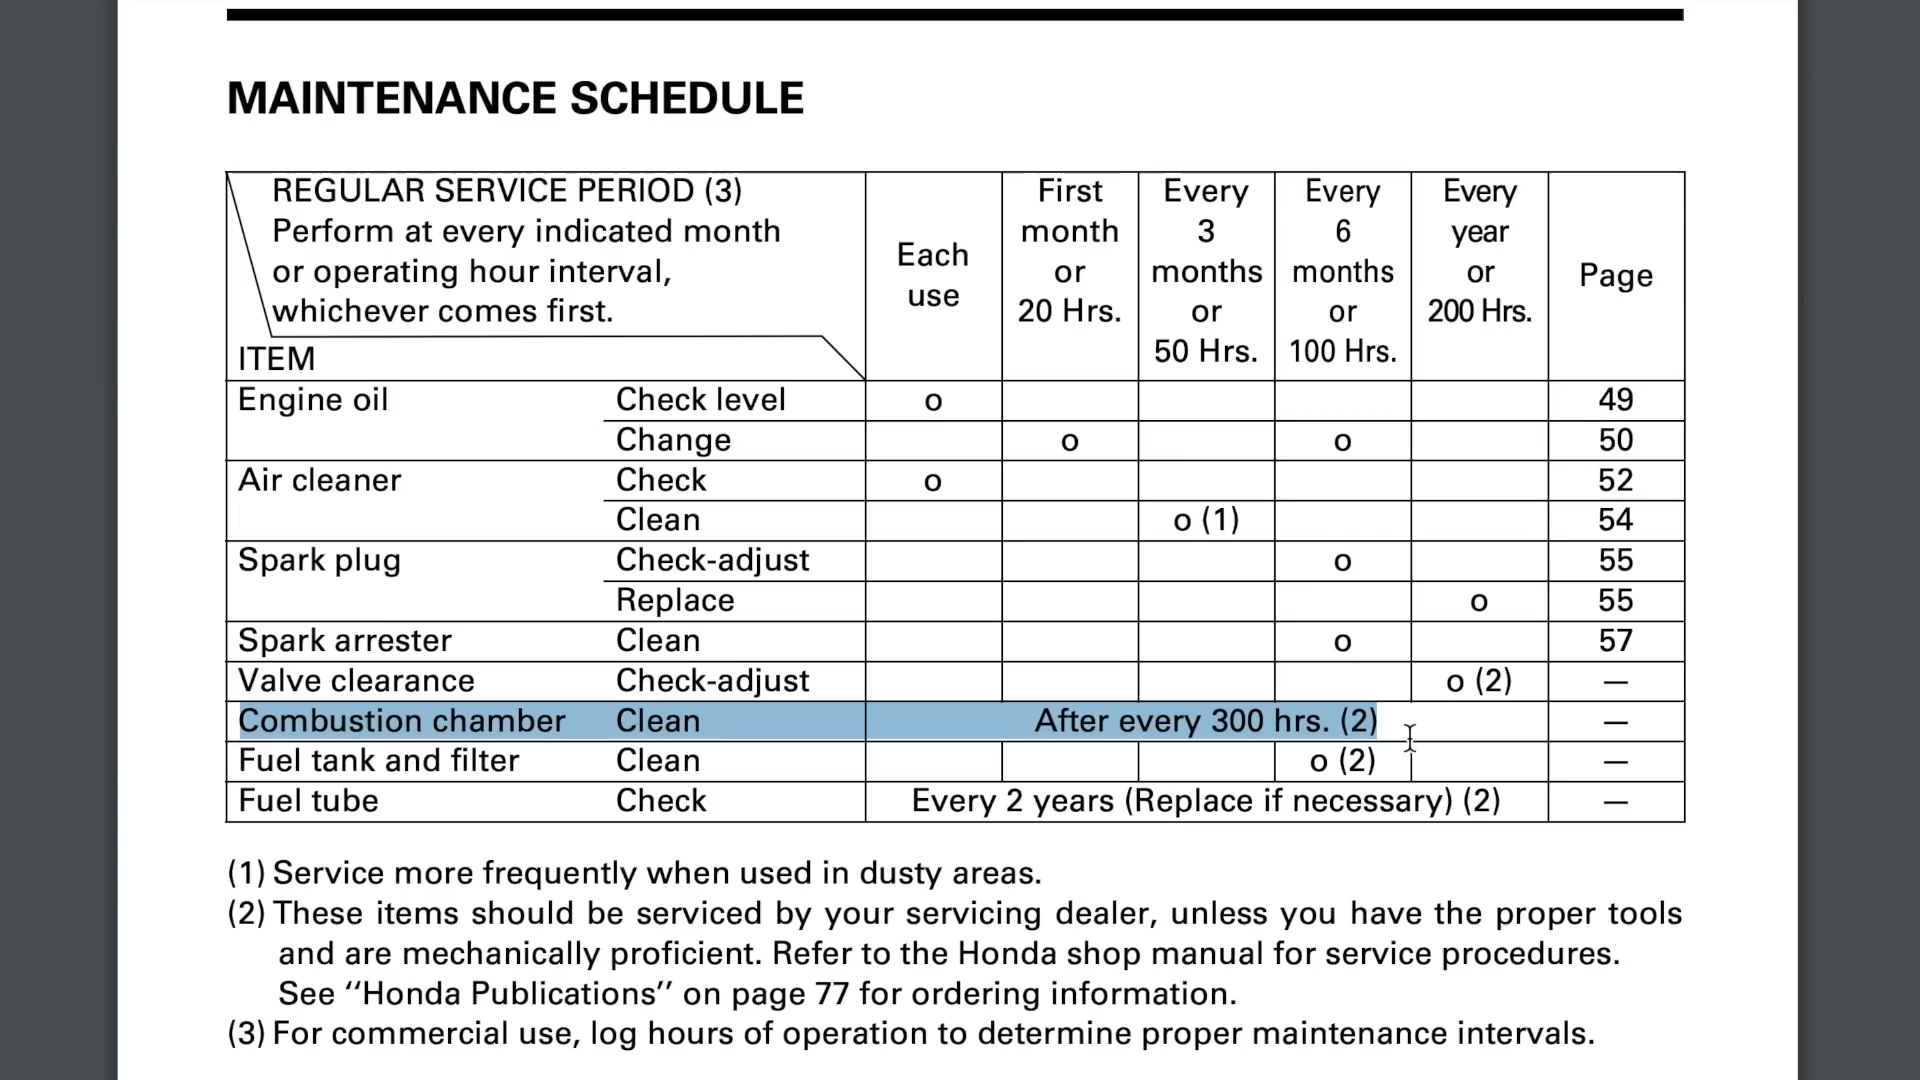 MAINTENANCE SCHEDULE
REGULAR SERVICE PERIOD (3)
Perform at every indicated month
or operating hour interval,
whichever comes first.
ITEM
Each
use
First
month
or
20 Hrs.
Every
3
months
or
50 Hrs.
Every
6
months
or
100 Hrs.
Every
year
or
200 Hrs.
Page
Engine oil Check level o 49
Change o o 50
Air cleaner Check o 52
Clean o (1) 54
Spark plug Check-adjust o 55
Replace o 55
Spark arrester Clean o 57
Valve clearance Check-adjust o (2) —
Combustion chamber Clean After every 300 hrs. (2) —
Fuel tank and filter Clean o (2) —
Fuel tube Check Every 2 years (Replace if necessary) (2) —
(1) Service more frequently when used in dusty areas.
(2) These items should be serviced by your servicing dealer, unless you have the proper tools
and are mechanically proficient. Refer to the Honda shop manual for service procedures.
See ‘‘Honda Publications’’ on page 77 for ordering information.
(3) For commercial use, log hours of operation to determine proper maintenance intervals.